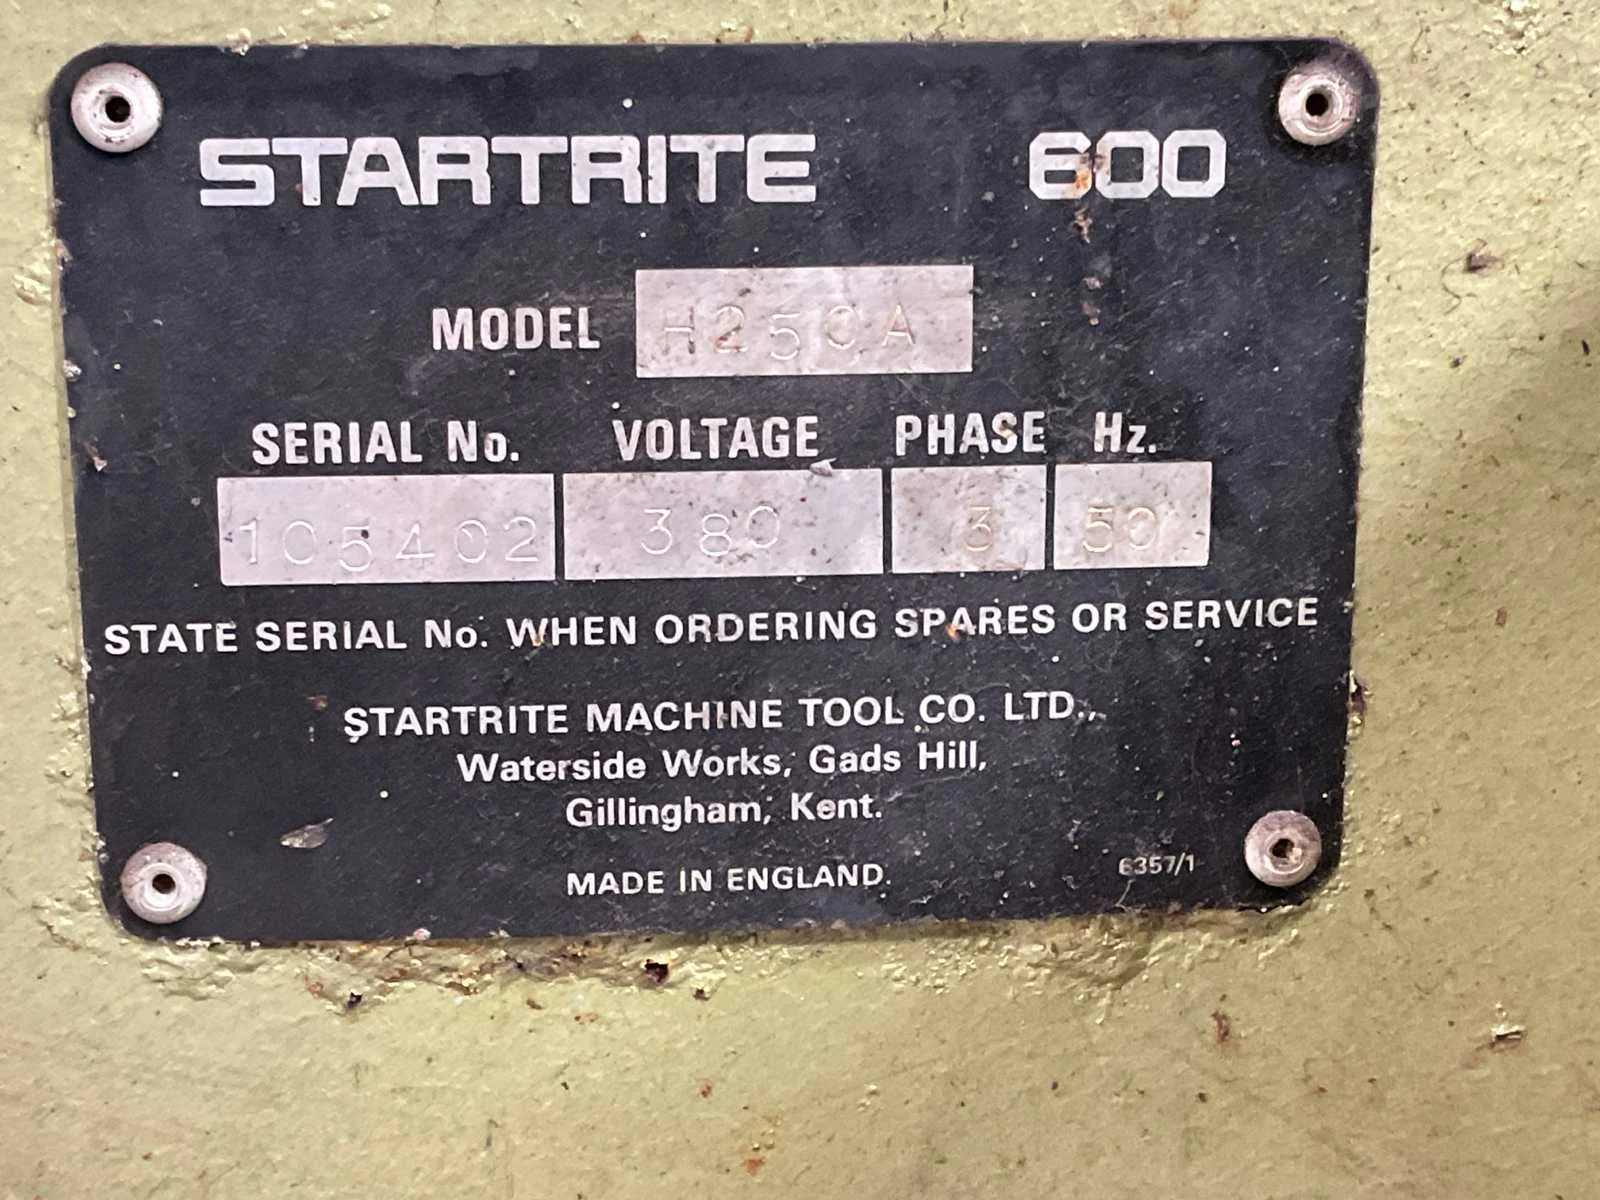 STARTRITE 600
MODEL H250A
SERIAL No. VOLTAGE PHASE Hz.
105402 380 3 50
STATE SERIAL No. WHEN ORDERING SPARES OR SERVICE
STARTRITE MACHINE TOOL CO. LTD.,
Waterside Works, Gads Hill,
Gillingham, Kent.
MADE IN ENGLAND.
6357/1